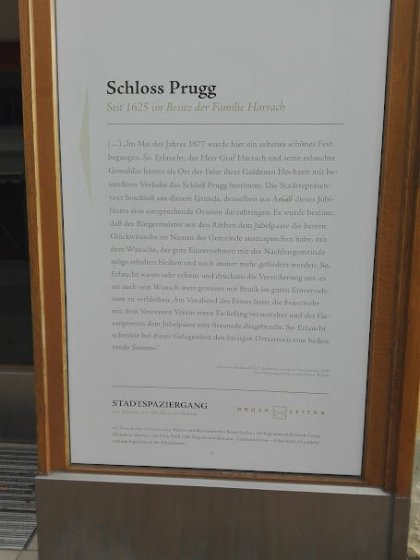 Schloss Prugg
Seit 1625 im Besitz der Familie Harrach
(....) „Im Mai des Jahres 1877 wurde hier ein seltenes schönes Fest
begangen. Se. Erlaucht, der Herr Graf Harrach und seine erlauchte
Gemahlin hatten als Ort der Feier ihrer Goldenen Hochzeit mit be-
sonderer Vorliebe das Schloß Prugg bestimmt. Die Stadtrepräsen-
tanz beschloß aus diesem Grunde, denselben aus Anlaß dieses Jubi-
läums eine entsprechende Ovation darzubringen. Es wurde bestimmt,
daß der Bürgermeister mit den Räthen dem Jubelpaare die besten
Glückwünsche im Namen der Gemeinde auszusprechen habe, mit
dem Wunsche, das gute Einvernehmen mit der Nachbargemeinde
möge erhalten bleiben und noch immer mehr gefördert werden. Se.
Erlaucht waren sehr erfreut und drückten die Versicherung aus, es
sei auch sein Wunsch stets gewesen mit Bruck im guten Einverneh-
men zu verbleiben. Am Vorabend des Festes hatte die Feuerwehr
mit dem Veteranen Verein einen Fackelzug veranstaltet und der Ge-
sangverein dem Jubelpaare eine Serenade dargebracht. Se. Erlaucht
schenkte bei dieser Gelegenheit den hiesigen Ortsarmen eine bedeu-
tende Summe."
STADTSPAZIERGANG
BRUCK LEITHA